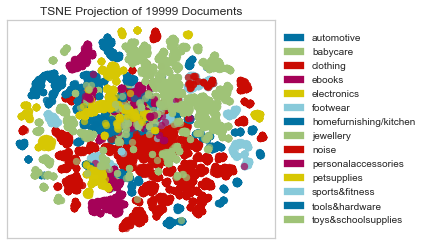 TSNE Projection of 19999 Documents
automotive
babycare
clothing
ebooks
electronics
footwear
homefurnishing/kitchen
jewellery
noise
personalaccessories
petsupplies
sports&fitness
tools&hardware
toys&schoolsupplies